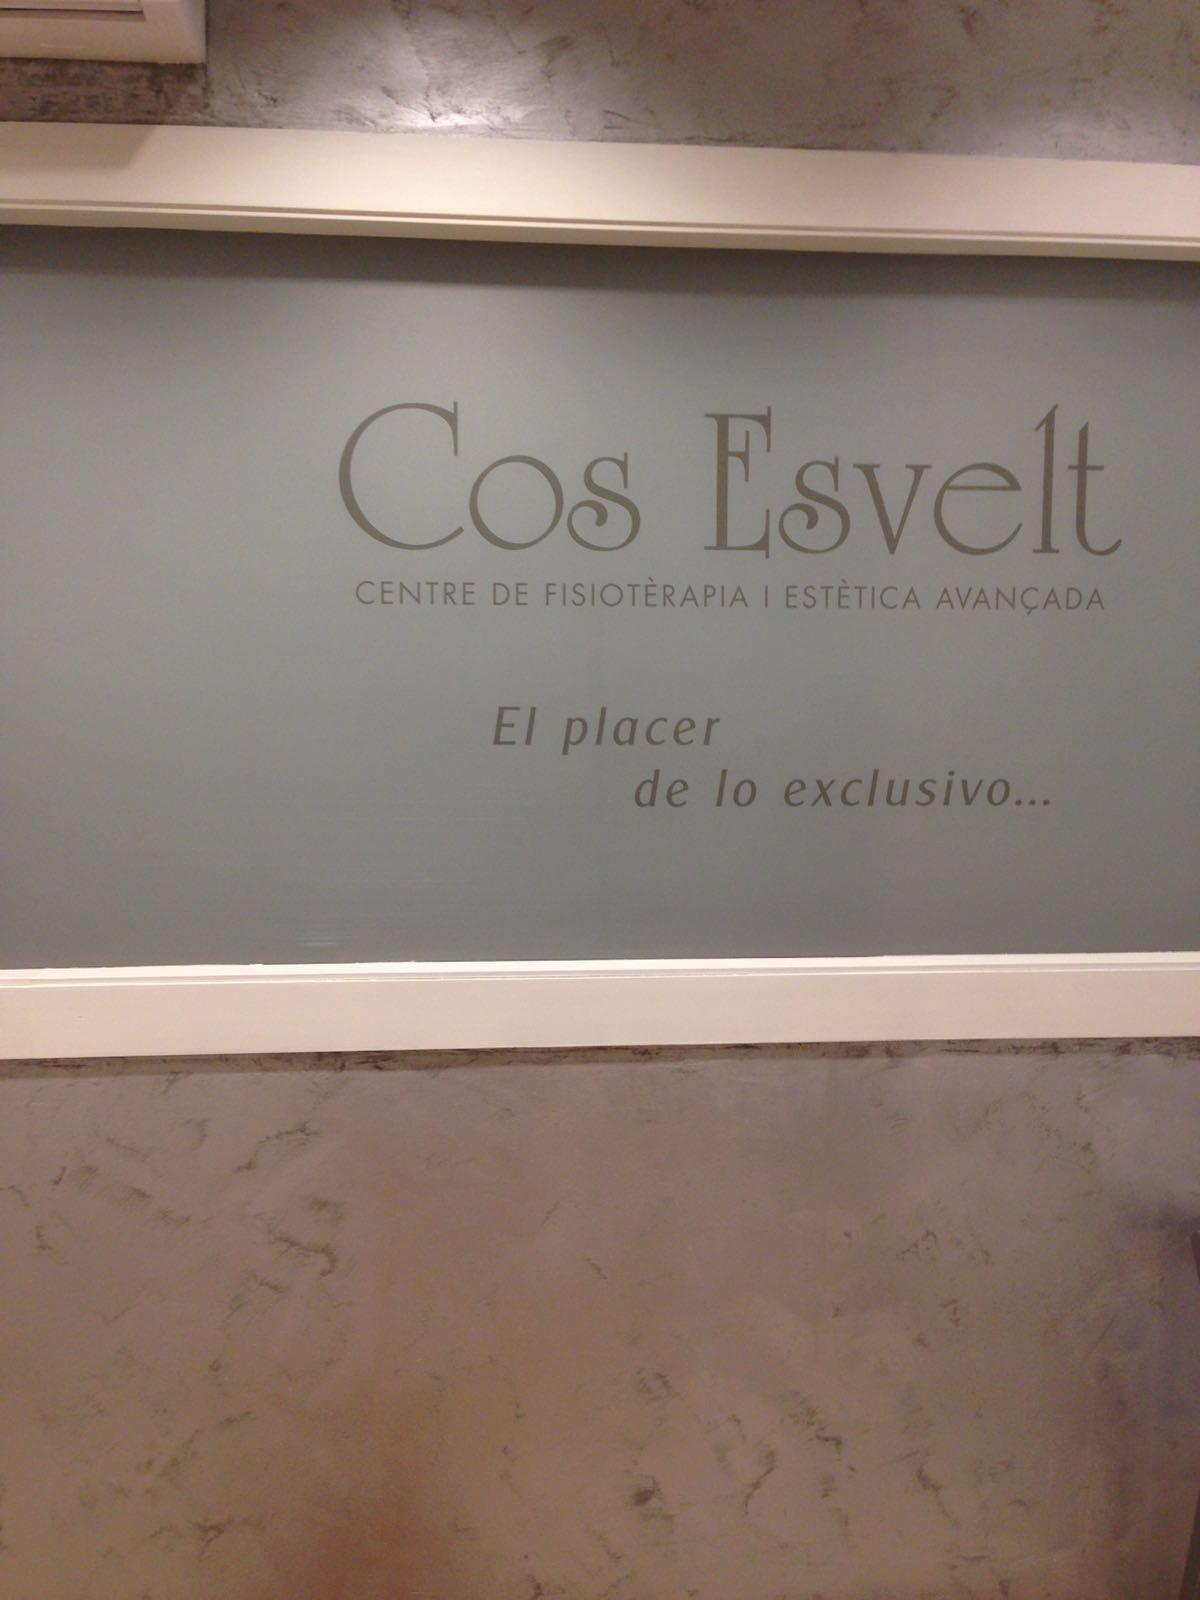 Cos Esvelt
CENTRE DE FISIOTÈRAPIA I ESTÈTICA AVANÇADA
El placer
de lo exclusivo...